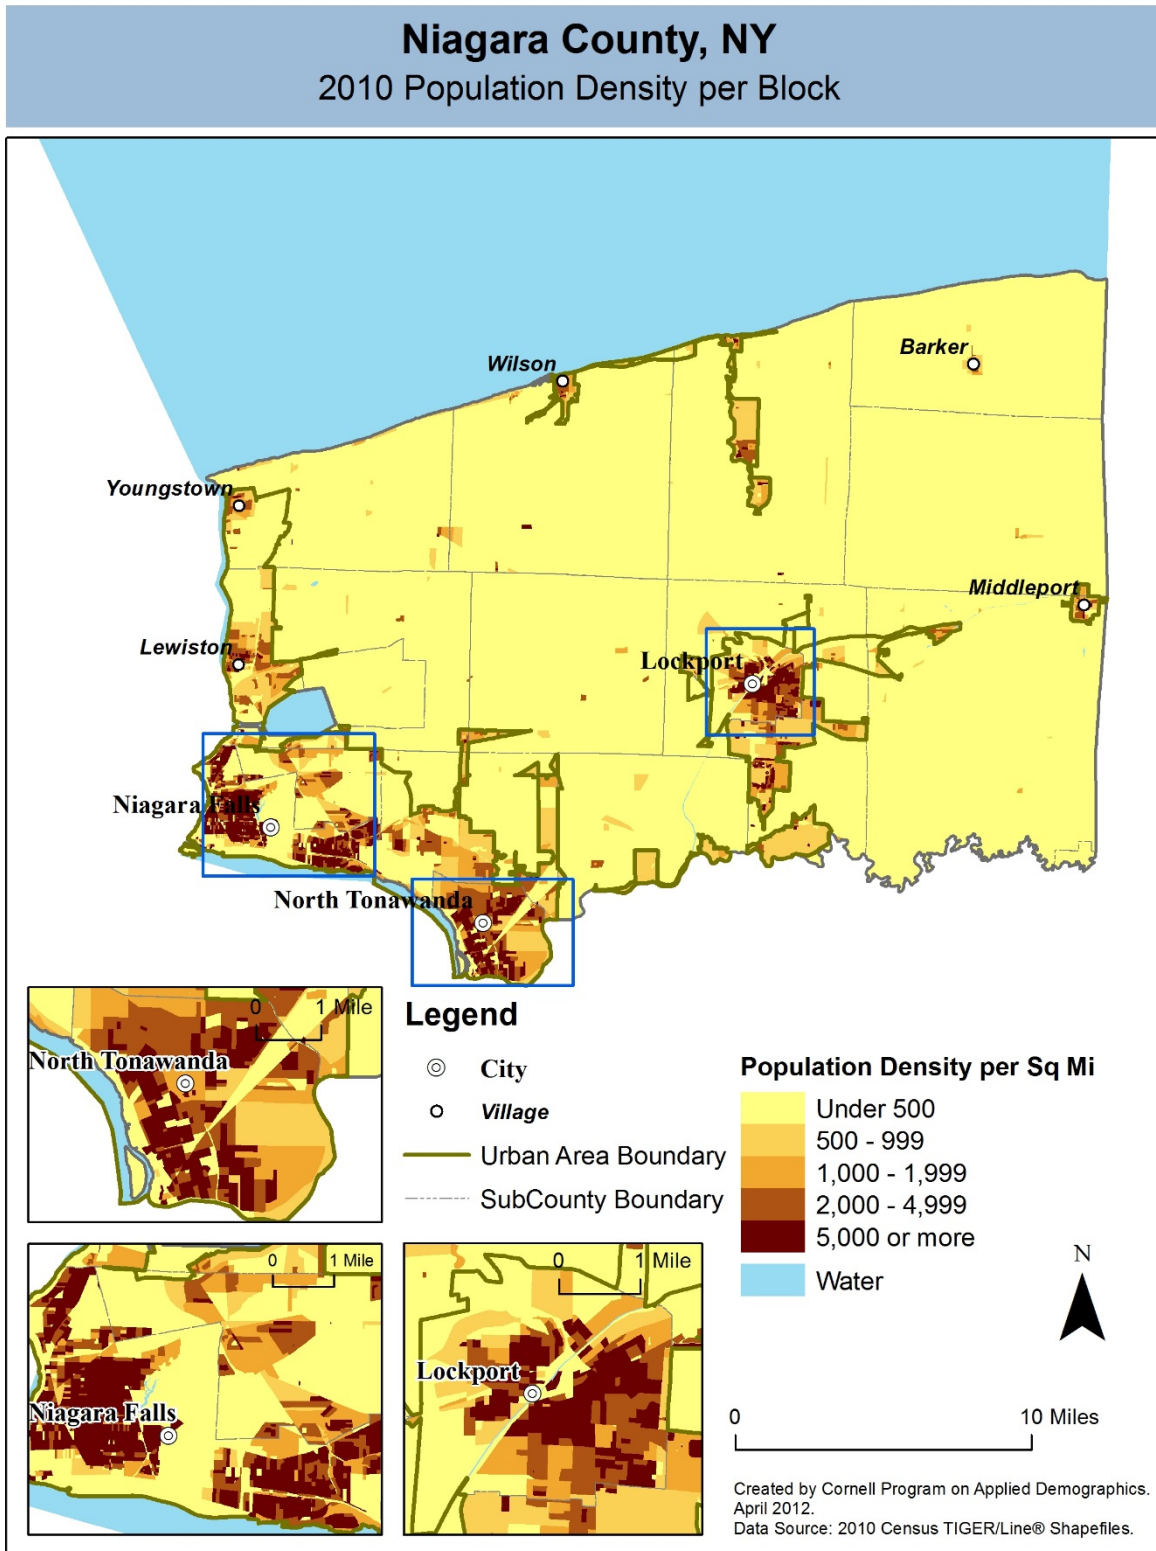 Niagara County, NY
2010 Population Density per Block
Wilson
Barker
Youngstown
Middleport
Lewiston
Lockport
Niagara Falls
North Tonawanda
0 1 Mile
North Tonawanda
Legend
City
Village
Urban Area Boundary
SubCounty Boundary
Population Density per Sq Mi
Under 500
500 - 999
1,000 - 1,999
2,000 - 4,999
5,000 or more
Water
0 1 Mile
Niagara Falls
0 1 Mile
Lockport
N
0 10 Miles
Created by Cornell Program on Applied Demographics.
April 2012.
Data Source: 2010 Census TIGER/Line® Shapefiles.